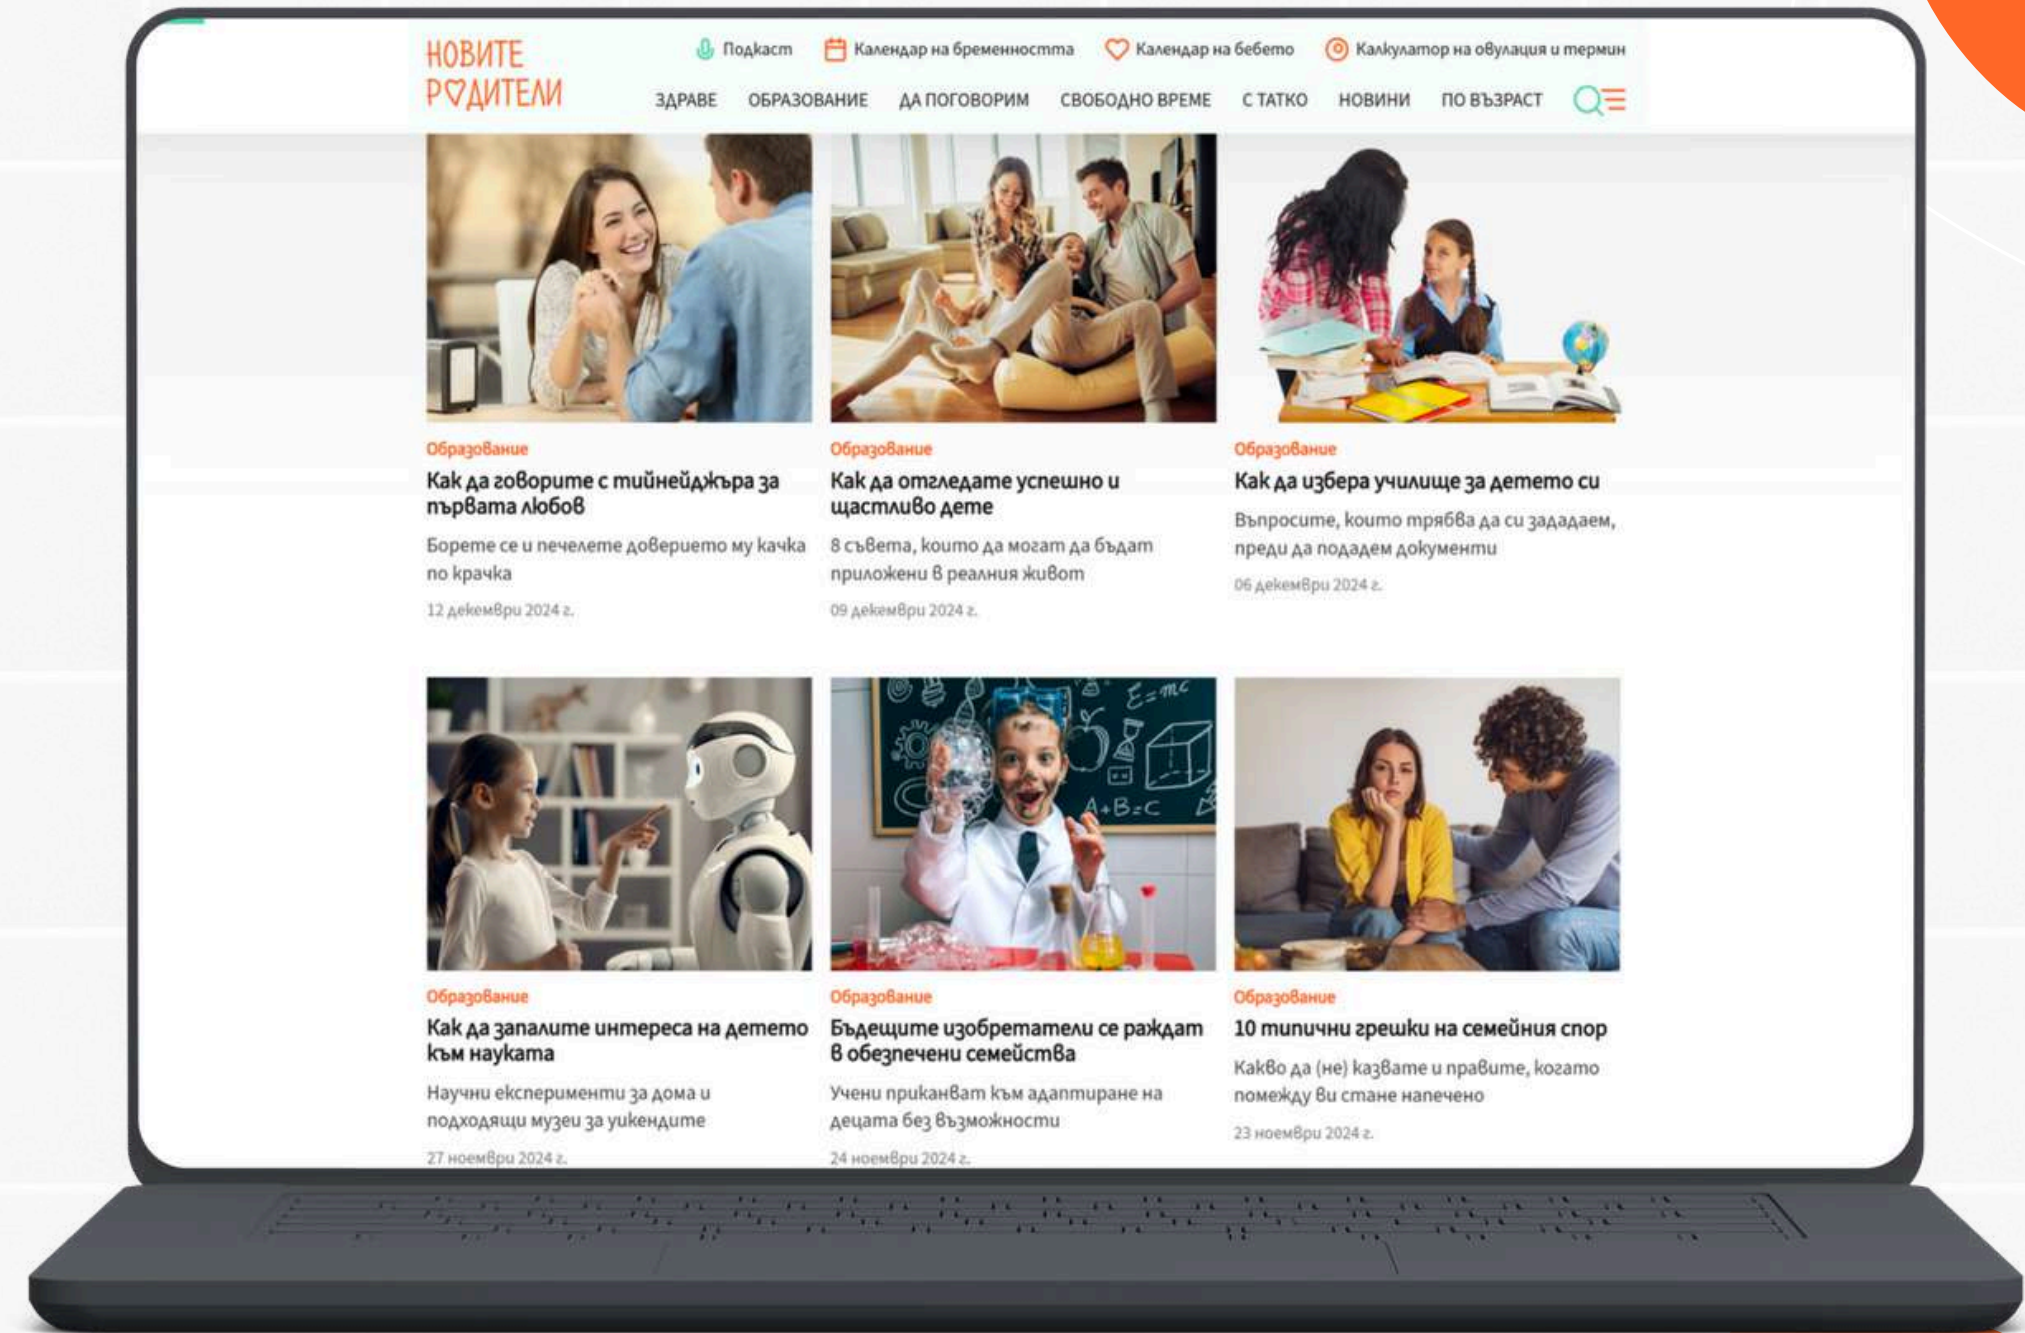 НОВИТЕ
РОДИТЕЛИ
Подкаст
Календар на бременността
Календар на бебето
Калкулатор на овулация и термин
ЗДРАВЕ
ОБРАЗОВАНИЕ
ДА ПОГОВОРИМ
СВОБОДНО ВРЕМЕ
С ТАТКО
НОВИНИ
ПО ВЪЗРАСТ
Образование
Как да говорите с тийнейджъра за
първата любов
Борете се и печелете доверието му качка
по крачка
12 декември 2024 г.
Образование
Как да отгледате успешно и
щастливо дете
8 съвета, които да могат да бъдат
приложени в реалния живот
09 декември 2024 г.
Образование
Как да избера училище за детето си
Въпросите, които трябва да си зададаем,
преди да подадем документи
06 декември 2024 г.
E=mc
A+B=C
Образование
Как да запалите интереса на детето
към науката
Научни експерименти за дома и
подходящи музеи за уикендите
27 ноември 2024 г.
Образование
Бъдещите изобретатели се раждат
в обезпечени семейства
Учени приканват към адаптиране на
децата без възможности
24 ноември 2024 г.
Образование
10 типични грешки на семейния спор
Какво да (не) казвате и правите, когато
помежду ви стане напечено
23 ноември 2024 г.